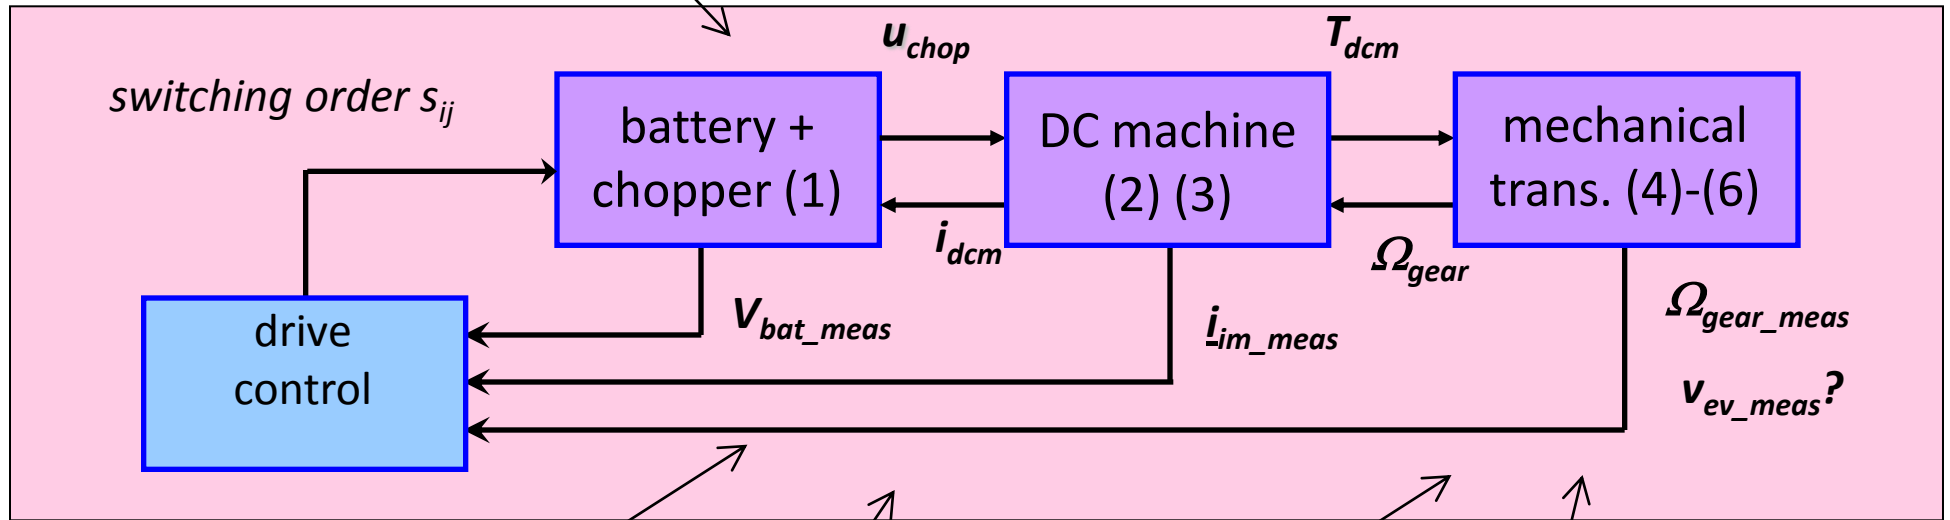 u_chop
T_dcm
switching order s_ij
battery +
chopper (1)
DC machine
(2) (3)
mechanical
trans. (4)-(6)
i_dcm
Ω_gear
V_bat_meas
i_im_meas
Ω_gear_meas
drive
control
v_ev_meas?